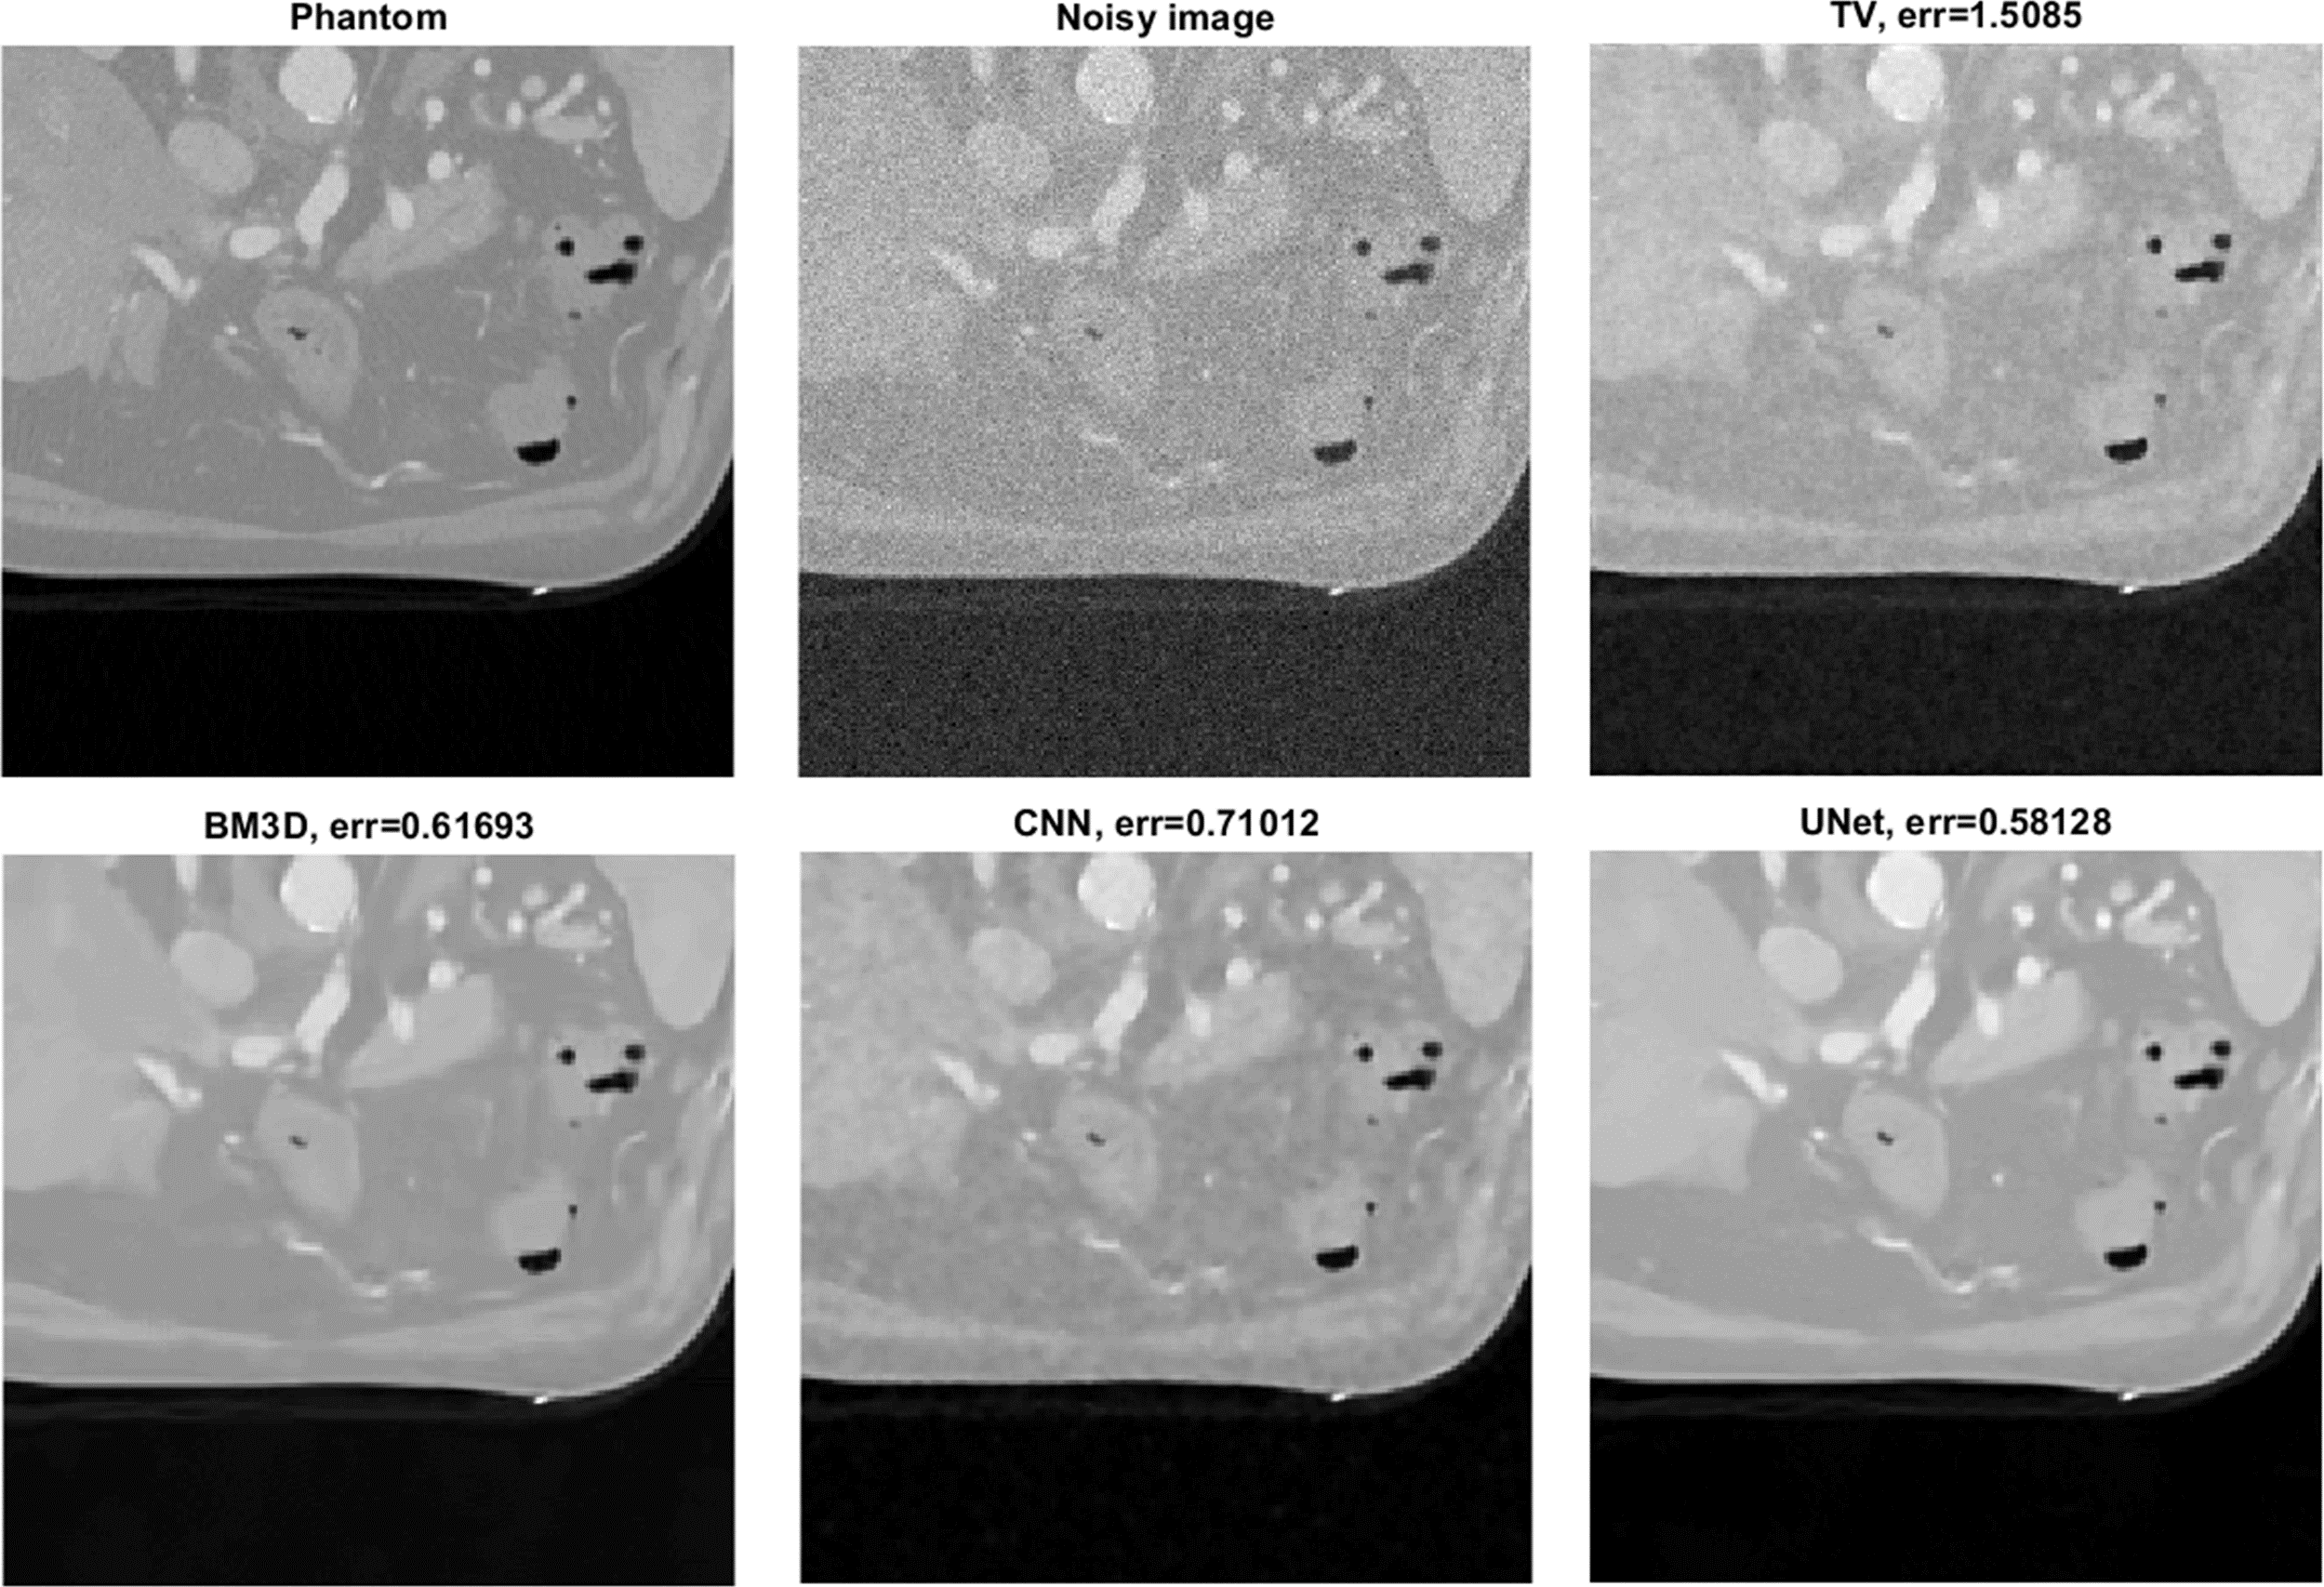 Phantom
Noisy image
TV, err=1.5085
BM3D, err=0.61693
CNN, err=0.71012
UNet, err=0.58128